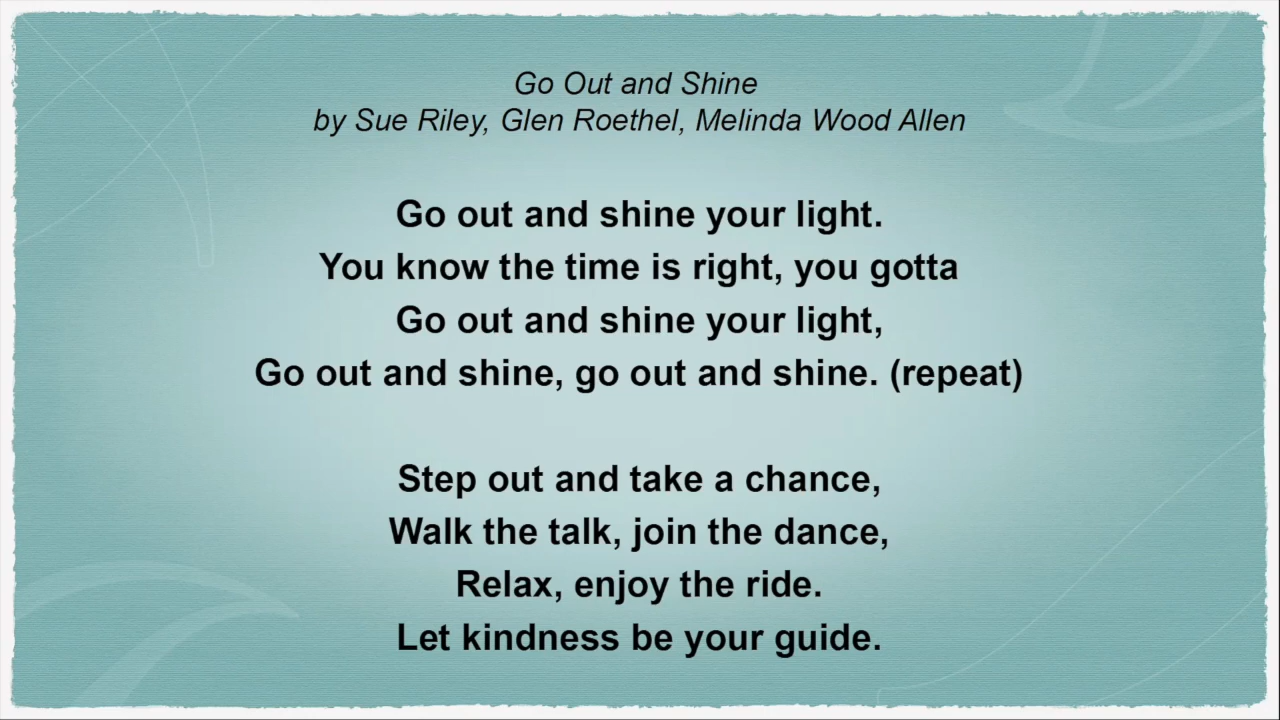 Go Out and Shine
by Sue Riley, Glen Roethel, Melinda Wood Allen
Go out and shine your light.
You know the time is right, you gotta
Go out and shine your light,
Go out and shine, go out and shine. (repeat)
Step out and take a chance,
Walk the talk, join the dance,
Relax, enjoy the ride.
Let kindness be your guide.